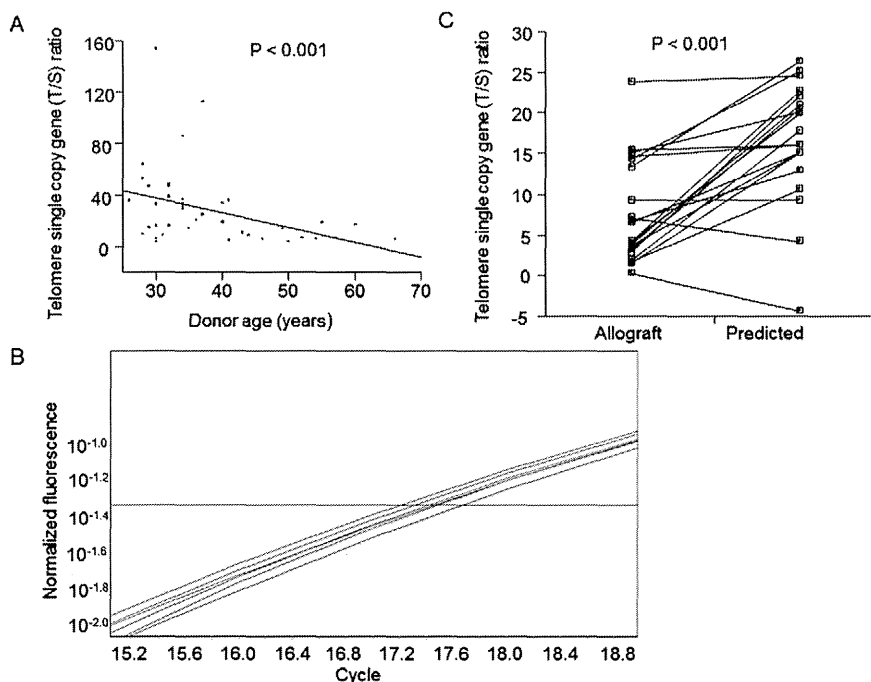 A
Telomere single copy gene (T/S) ratio
160
120
80
40
0
P < 0.001
30 40 50 60 70
Donor age (years)
C
Telomere single copy gene (T/S) ratio
30
25
20
15
10
5
0
-5
P < 0.001
Allograft Predicted
B
Normalized fluorescence
10-1.0
10-1.2
10-1.4
10-1.6
10-1.8
10-2.0
15.2 15.6 16.0 16.4 16.8 17.2 17.6 18.0 18.4 18.8
Cycle